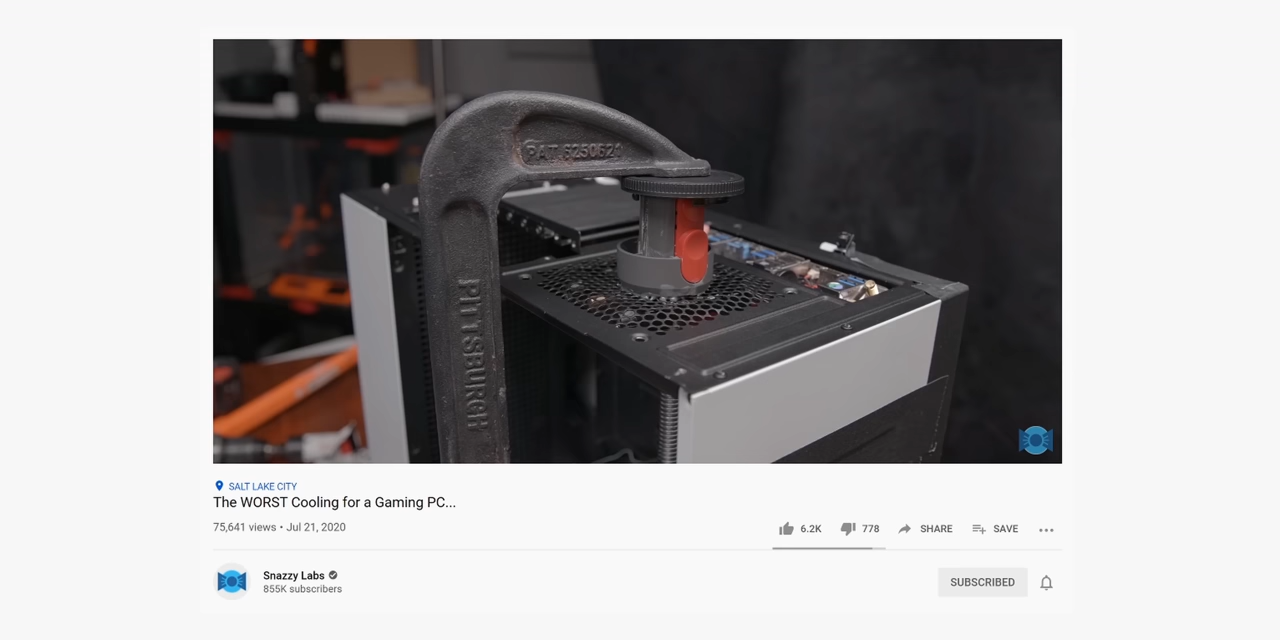 PAT 6250621
PITTSBURGH
SALT LAKE CITY
The WORST Cooling for a Gaming PC...
75,641 views • Jul 21, 2020
6.2K
778
SHARE
SAVE
Snazzy Labs
855K subscribers
SUBSCRIBED